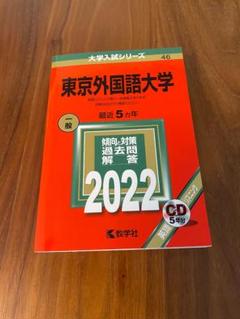 大学入試シリーズ
46
東京外国語大学
最近5カ年
一般
傾向と対策
過去問
解答
2022
CD
5年分
教学社